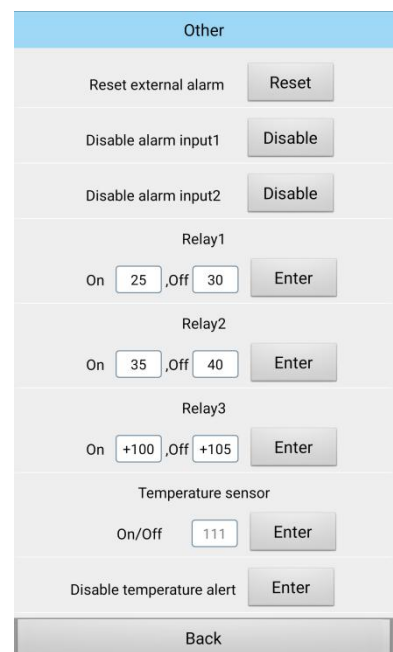 Other
Reset external alarm Reset
Disable alarm input1 Disable
Disable alarm input2 Disable
Relay1
On 25 ,Off 30 Enter
Relay2
On 35 ,Off 40 Enter
Relay3
On +100 ,Off +105 Enter
Temperature sensor
On/Off 111 Enter
Disable temperature alert Enter
Back